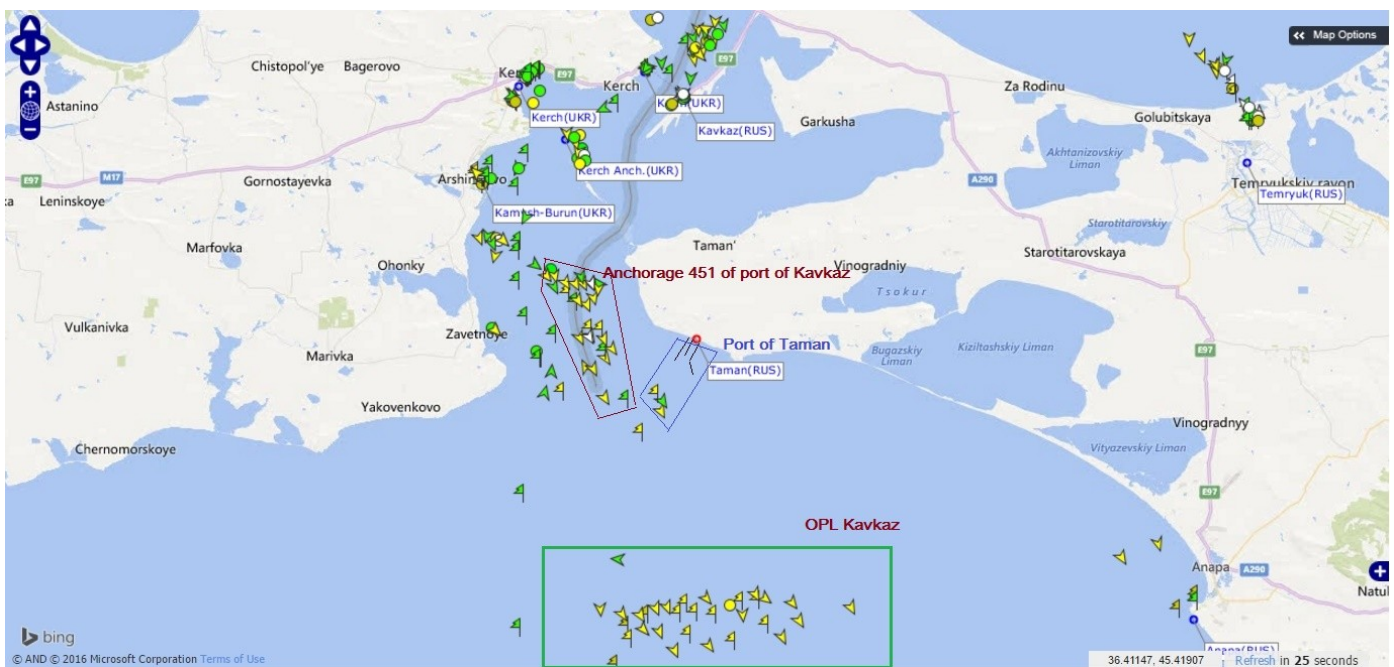 Map Options
Chistopol'ye
Bagerovo
E97
Kerch
Za Rodinu
Astanino
Kerch(UKR)
Kavkaz(RUS)
Garkusha
Golubitskaya
Akhtanizovskiy
Liman
Kerch Anch.(UKR)
E97
M17
Gornostayevka
A290
Temryukskiy rayon
Temryuk(RUS)
Leninskoye
Kamysh-Burun(UKR)
Starotitarovskiy
Liman
Marfovka
Taman'
Starotitarovskaya
Ohonky
Vinogradniy
Anchorage 451 of port of Kavkaz
Tsokur
Vulkanivka
Zavetnoye
Marivka
Port of Taman
Bugazskiy
Liman
Kiziltashskiy Liman
E97
Taman(RUS)
Yakovenkovo
Vinogradnyy
Chernomorskoye
Vityazevskiy Liman
E97
OPL Kavkaz
Anapa
A290
bing
Anapa(RUS)
© AND © 2016 Microsoft Corporation Terms of Use
36.41147, 45.41907
Refresh in 25 seconds